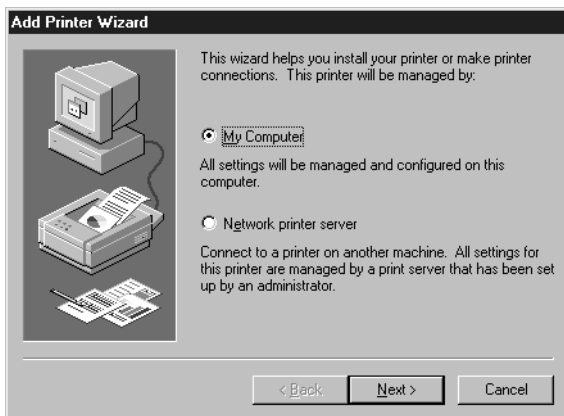 Add Printer Wizard
This wizard helps you install your printer or make printer
connections. This printer will be managed by:
My Computer
All settings will be managed and configured on this
computer.
Network printer server
Connect to a printer on another machine. All settings for
this printer are managed by a print server that has been set
up by an administrator.
< Back
Next >
Cancel